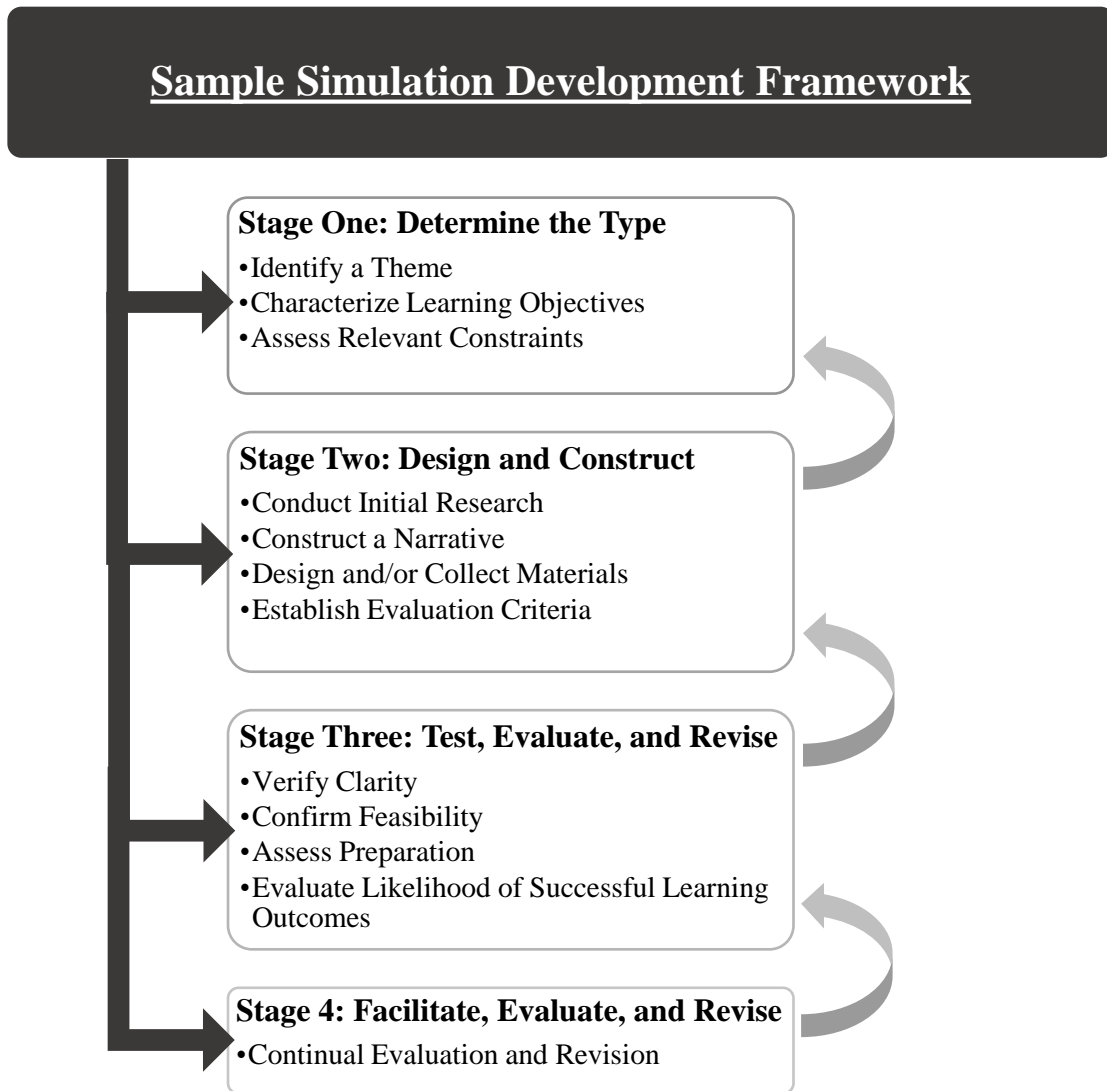 Sample Simulation Development Framework
Stage One: Determine the Type
•Identify a Theme
•Characterize Learning Objectives
•Assess Relevant Constraints
Stage Two: Design and Construct
•Conduct Initial Research
•Construct a Narrative
•Design and/or Collect Materials
•Establish Evaluation Criteria
Stage Three: Test, Evaluate, and Revise
•Verify Clarity
•Confirm Feasibility
•Assess Preparation
•Evaluate Likelihood of Successful Learning
Outcomes
Stage 4: Facilitate, Evaluate, and Revise
•Continual Evaluation and Revision